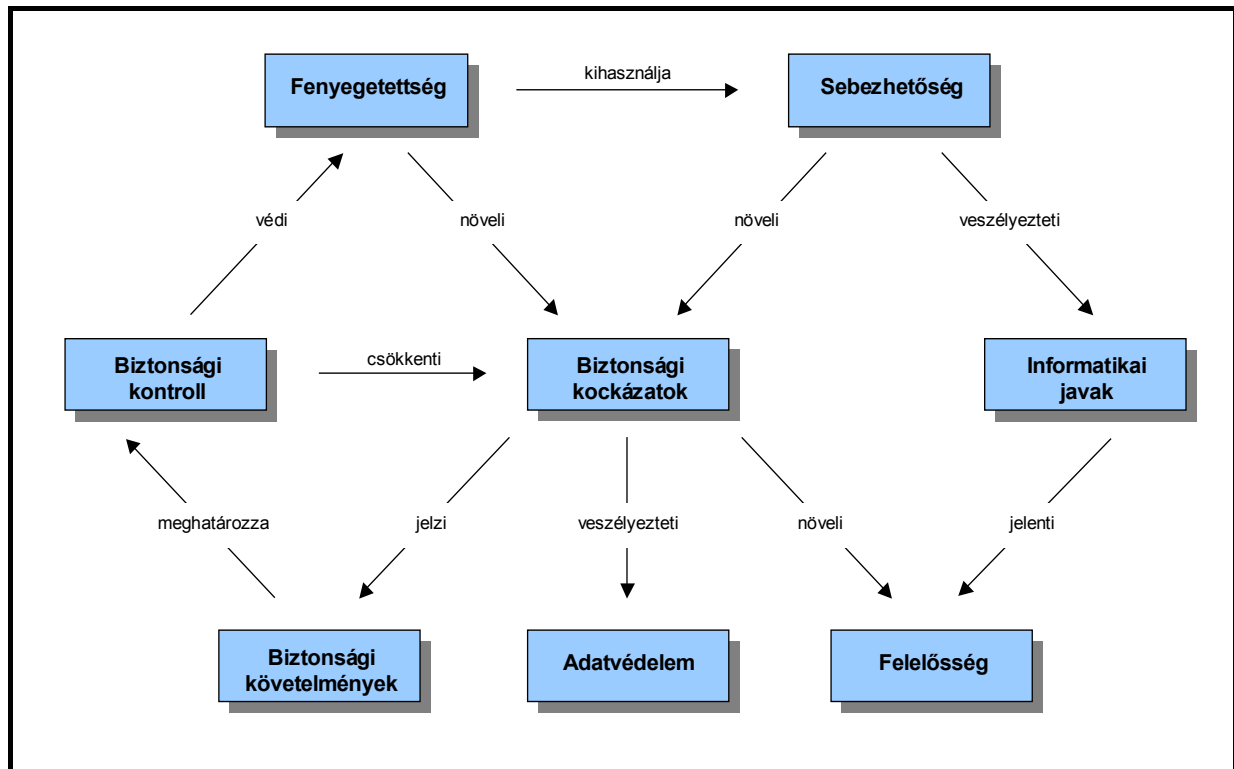 kihasználja
Fenyegetettség
Sebezhetőség
védi
növeli
növeli
veszélyezteti
Biztonsági
kontroll
csökkenti
Biztonsági
kockázatok
Informatikai
javak
meghatározza
jelzi
veszélyezteti
növeli
jelenti
Biztonsági
követelmények
Adatvédelem
Felelősség